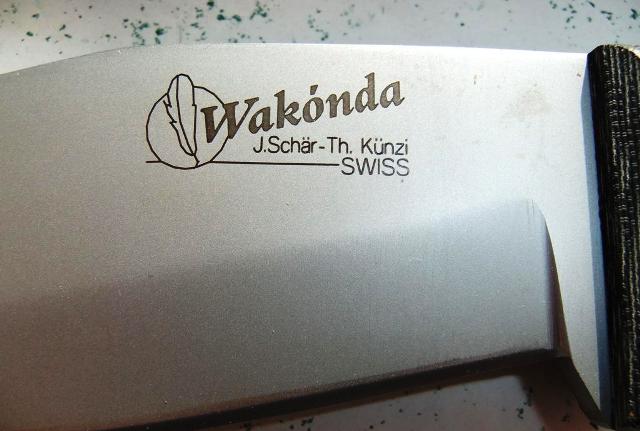 Wakónda
J.Schär-Th. Künzi
SWISS